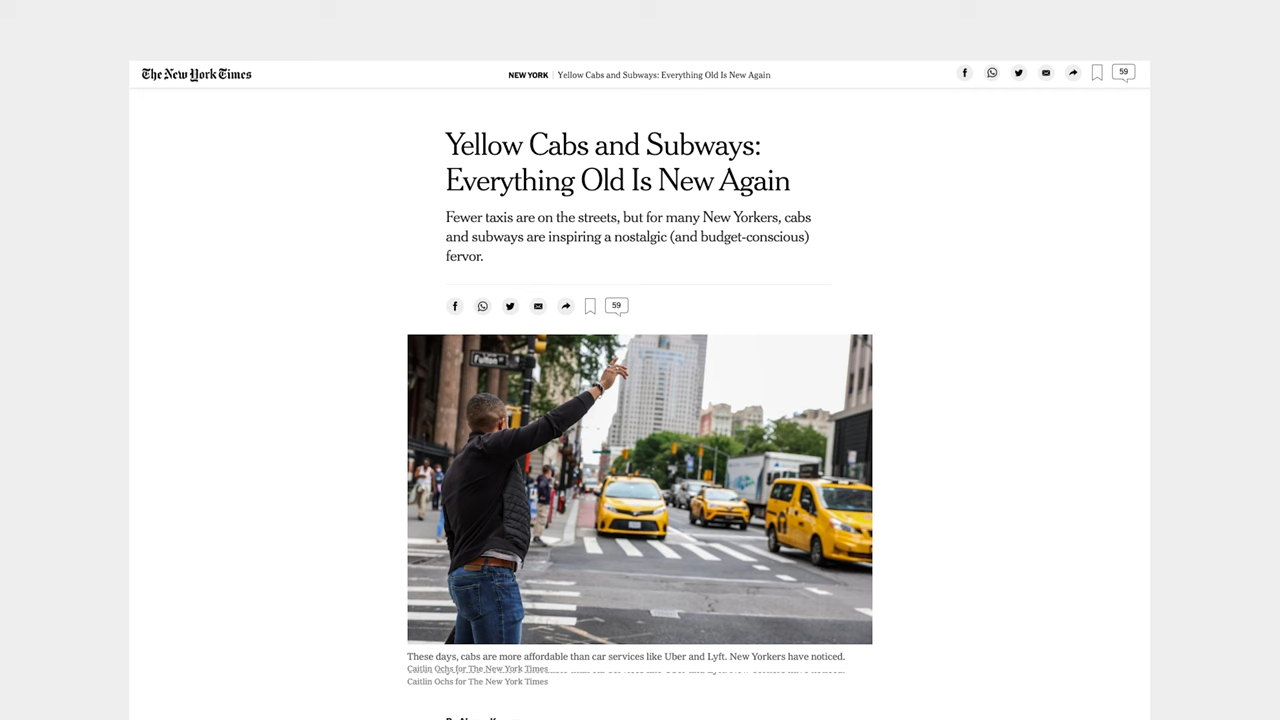 The New York Times
NEW YORK | Yellow Cabs and Subways: Everything Old Is New Again
59
Yellow Cabs and Subways:
Everything Old Is New Again
Fewer taxis are on the streets, but for many New Yorkers, cabs
and subways are inspiring a nostalgic (and budget-conscious)
fervor.
59
Fulton
These days, cabs are more affordable than car services like Uber and Lyft. New Yorkers have noticed.
Caitlin Ochs for The New York Times
Caitlin Ochs for The New York Times